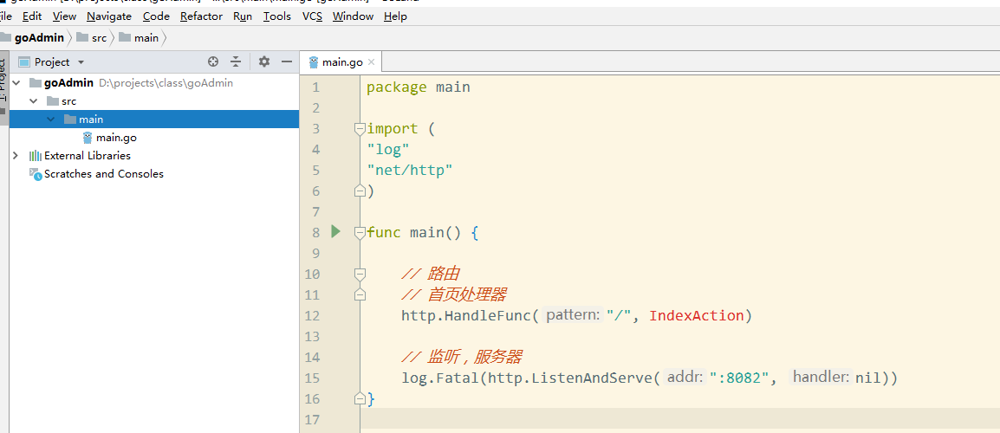 File Edit View Navigate Code Refactor Run Tools VCS Window Help
goAdmin src main
1: Project
Project
main.go
goAdmin D:\projects\class\goAdmin
src
main
main.go
External Libraries
Scratches and Consoles
1 package main
2
3 import (
4 "log"
5 "net/http"
6 )
7
8 func main() {
9
10 // 路由
11 // 首页处理器
12 http.HandleFunc( pattern: "/", IndexAction)
13
14 // 监听，服务器
15 log.Fatal(http.ListenAndServe( addr: ":8082", handler: nil))
16 }
17